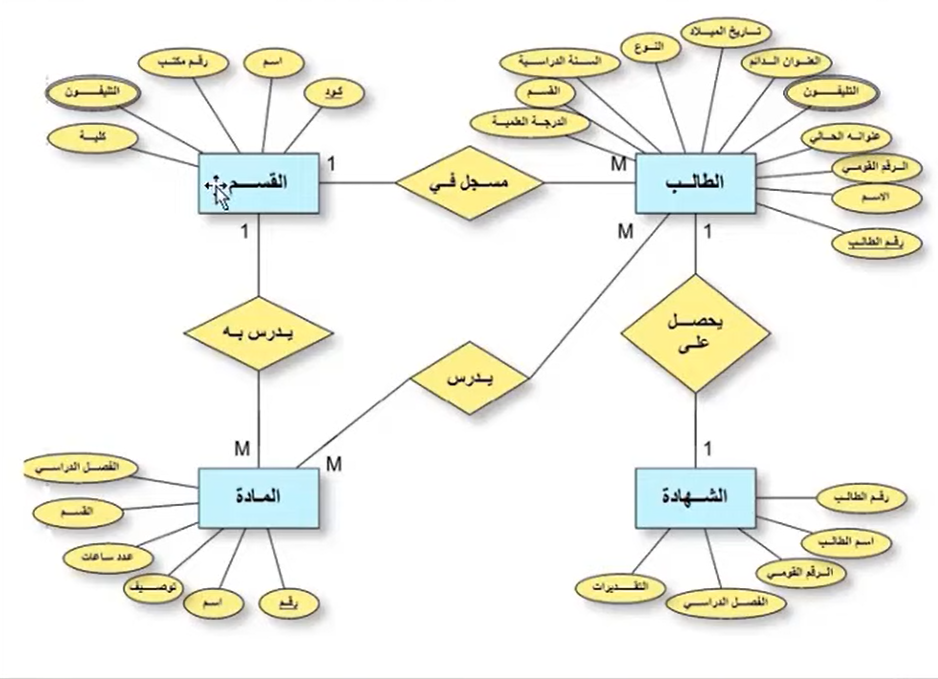 تاريخ الميلاد
النوع
العنوان الدائم
السنة الدراسية
رقم مكتب
اسم
التليفون
القسم
كود
التليفون
الدرجة العلمية
عنوانه الحالي
كلية
الرقم القومي
M
1
القسم
مسجل في
الطالب
الاسم
1
M
1
رقم الطالب
يحصل
على
يدرس به
يدرس
M
M
1
الفصل الدراسي
المادة
الشهادة
رقم الطالب
القسم
اسم الطالب
عدد ساعات
الرقم القومي
توصيف
اسم
رقم
التقديرات
الفصل الدراسي